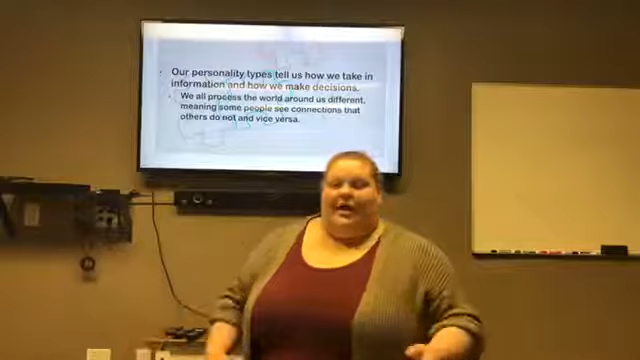 Our personality types tell us how we take in
information and how we make decisions.
We all process the world around us different,
meaning some people see connections that
others do not and vice versa.